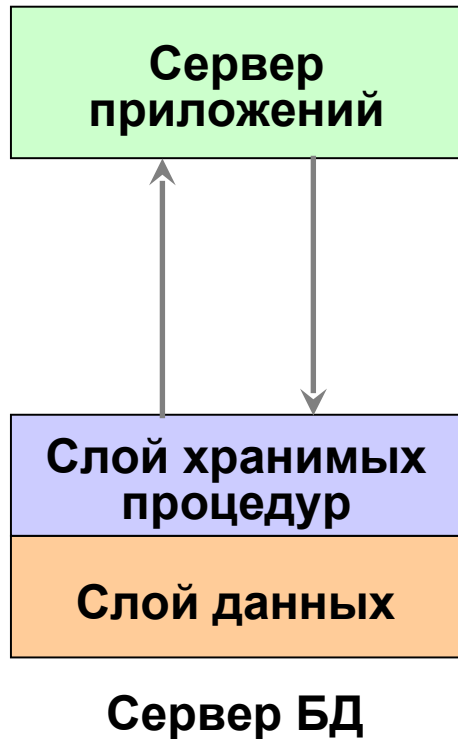 Сервер
приложений
Слой хранимых
процедур
Слой данных
Сервер БД